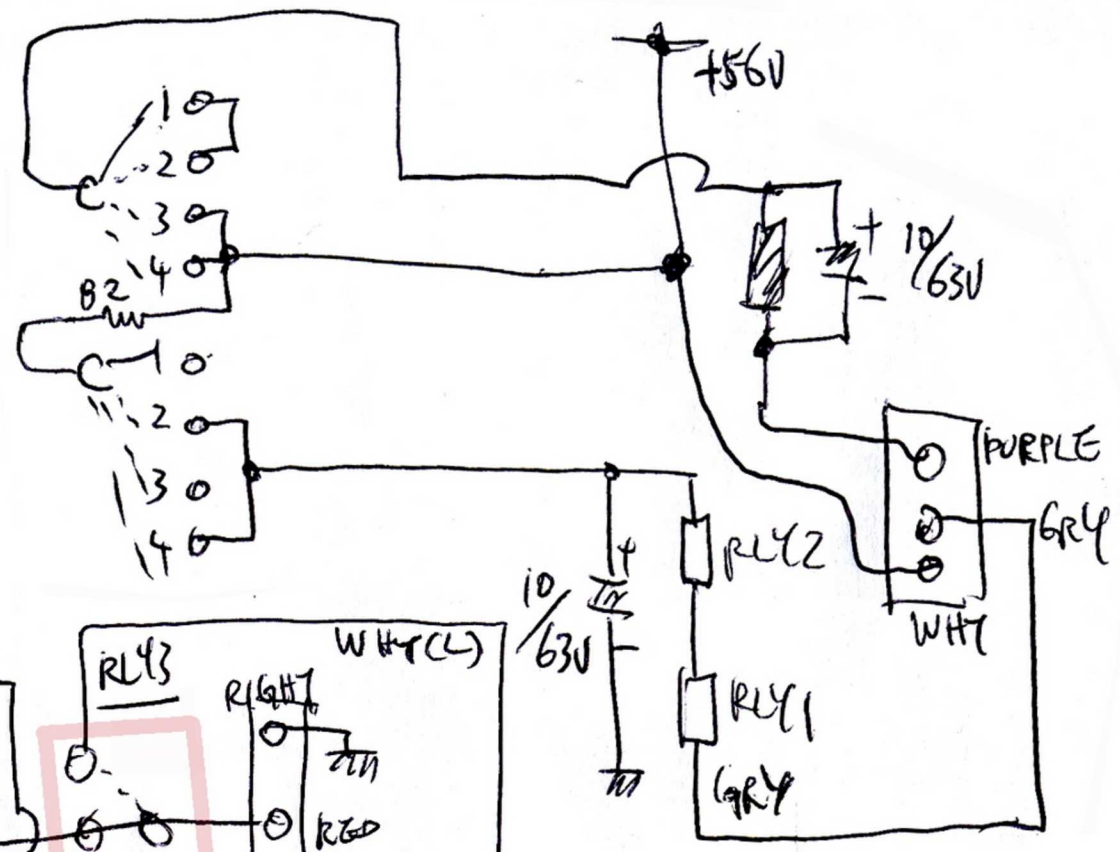 +56V
1
2
3
4
82
1
2
3
4
+
10/63V
-
PURPLE
GRY
WHT
RLY2
+
10/63V
-
RLY1
GRY
WHT(L)
RLY3
RIGHT
RED